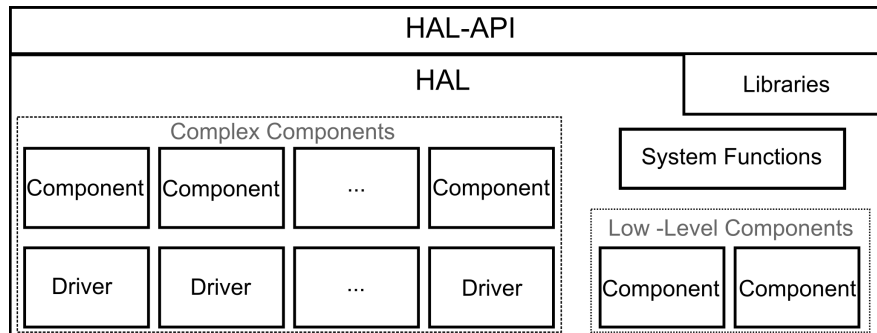 HAL-API
HAL
Libraries
Complex Components
System Functions
Component Component ... Component
Low -Level Components
Driver Driver ... Driver
Component Component